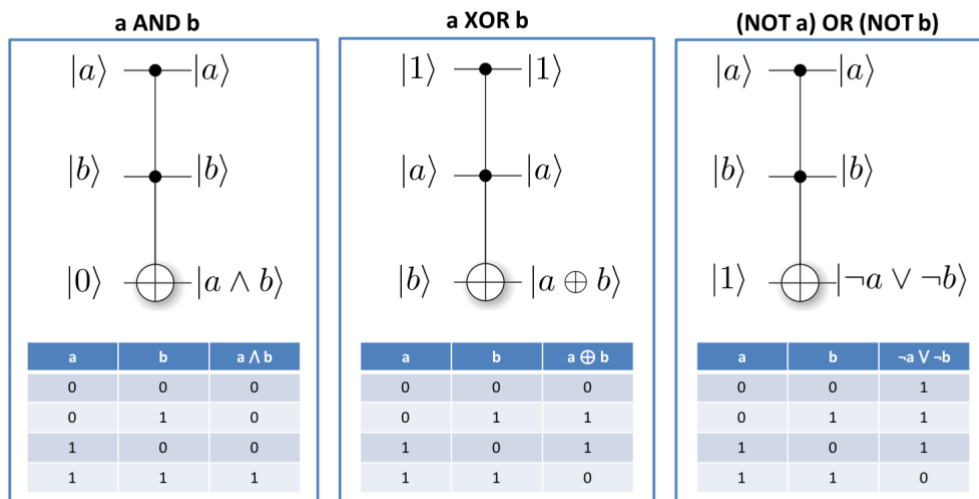 a AND b
|a⟩ |a⟩
|b⟩ |b⟩
|0⟩ |a ∧ b⟩
a b a Λ b
0 0 0
0 1 0
1 0 0
1 1 1
a XOR b
|1⟩ |1⟩
|a⟩ |a⟩
|b⟩ |a ⊕ b⟩
a b a ⊕ b
0 0 0
0 1 1
1 0 1
1 1 0
(NOT a) OR (NOT b)
|a⟩ |a⟩
|b⟩ |b⟩
|1⟩ |¬a ∨ ¬b⟩
a b ¬a V ¬b
0 0 1
0 1 1
1 0 1
1 1 0